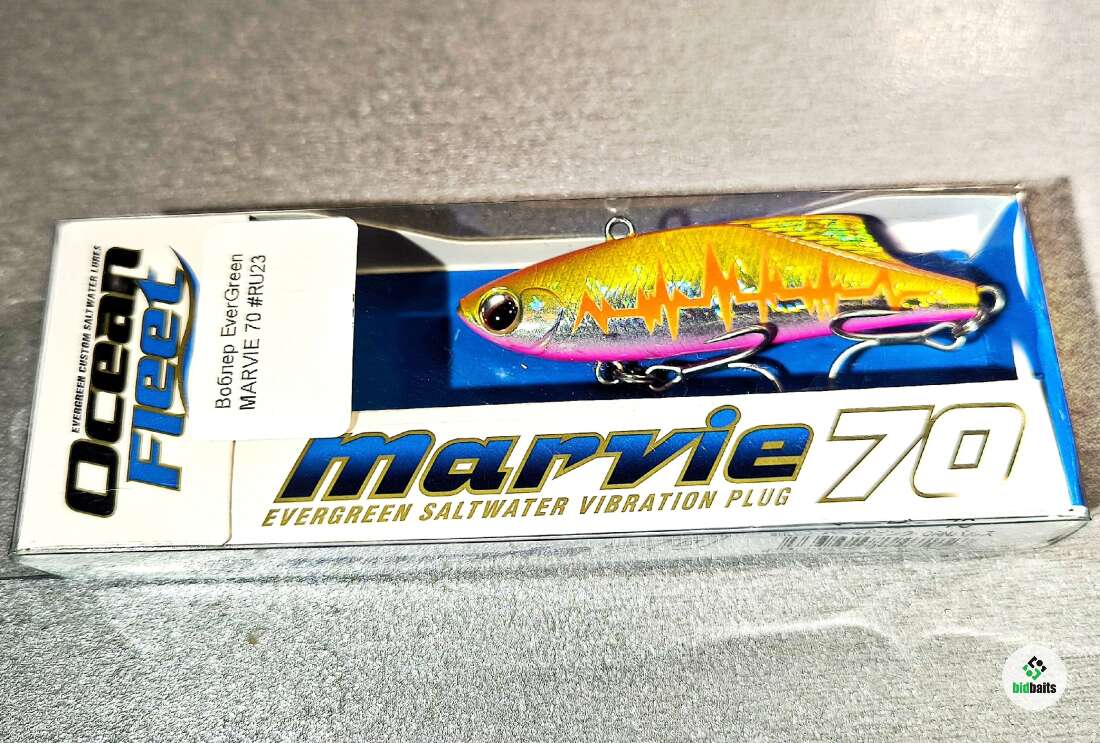 EVERGREEN CUSTOM SALTWATER LURES
Ocean
Fleet
Воблер EverGreen
MARVIE 70 #RU23
marvie 70
EVERGREEN SALTWATER VIBRATION PLUG
bidbaits